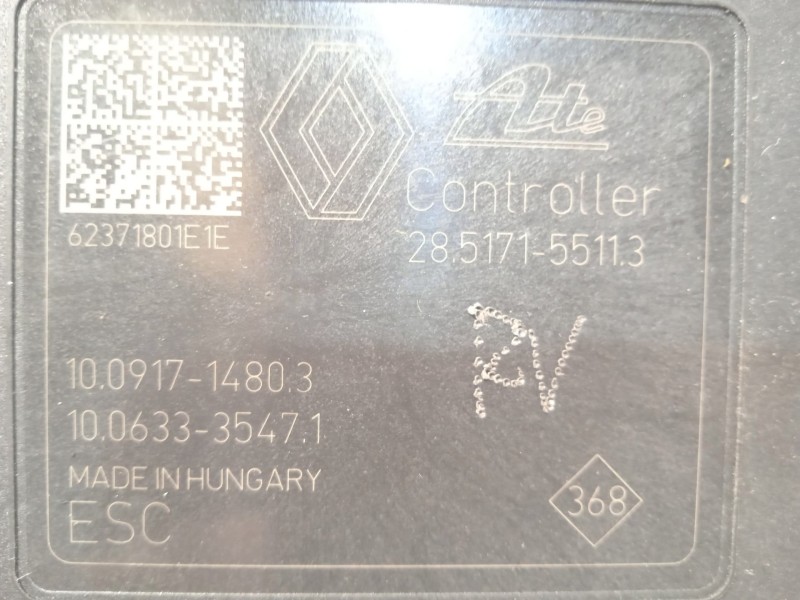 Ate
Controller
62371801E1E
28.5171-5511.3
RV
10.0917-1480.3
10.0633-3547.1
MADE IN HUNGARY
ESC
368